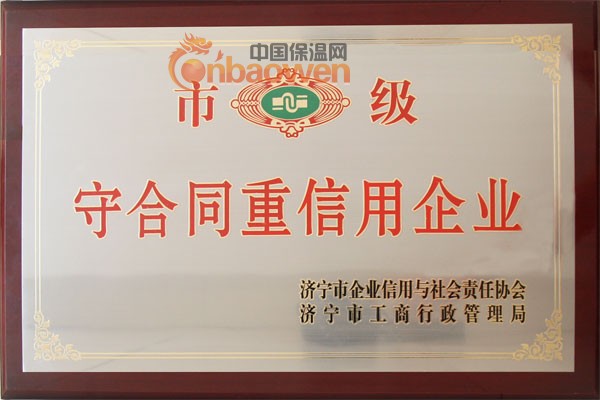 中国保温网
cnbaowen
市 级
守合同重信用企业
济宁市企业信用与社会责任协会
济宁市工商行政管理局